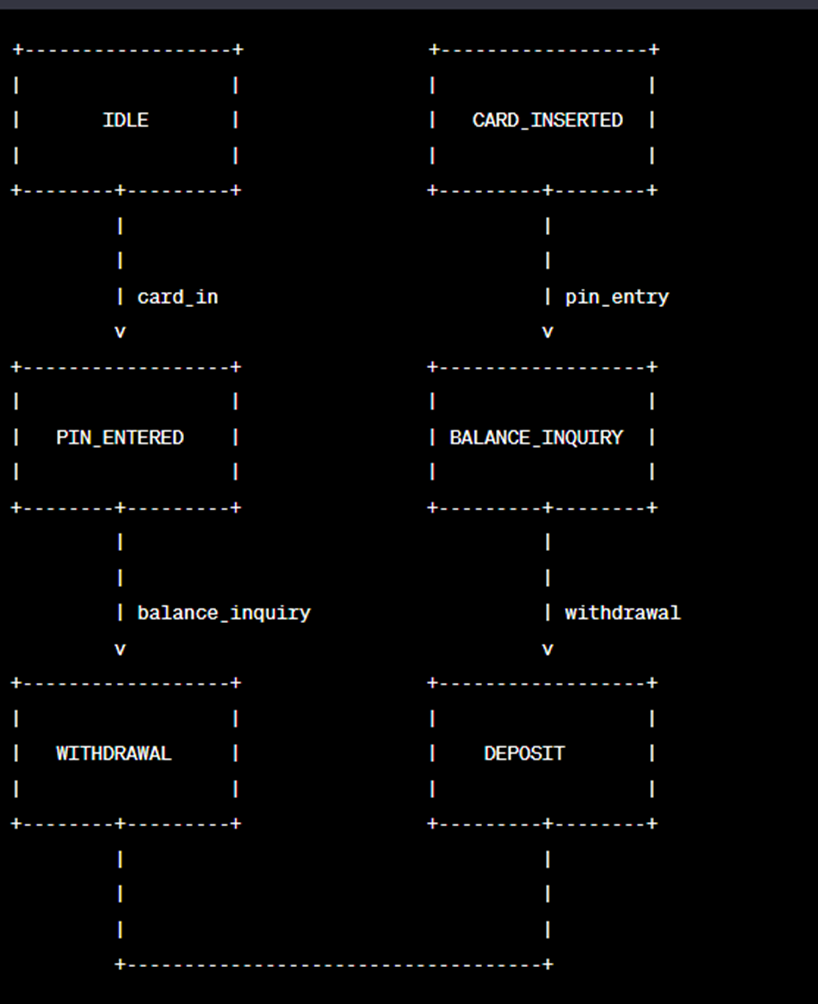 +------------------+ +------------------+
| | | |
| IDLE | | CARD_INSERTED |
| | | |
+--------+---------+ +---------+--------+
| |
| |
| card_in | pin_entry
v v
+------------------+ +------------------+
| | | |
| PIN_ENTERED | | BALANCE_INQUIRY |
| | | |
+--------+---------+ +---------+--------+
| |
| |
| balance_inquiry | withdrawal
v v
+------------------+ +------------------+
| | | |
| WITHDRAWAL | | DEPOSIT |
| | | |
+--------+---------+ +---------+--------+
| |
| |
| |
+------------------------------------+